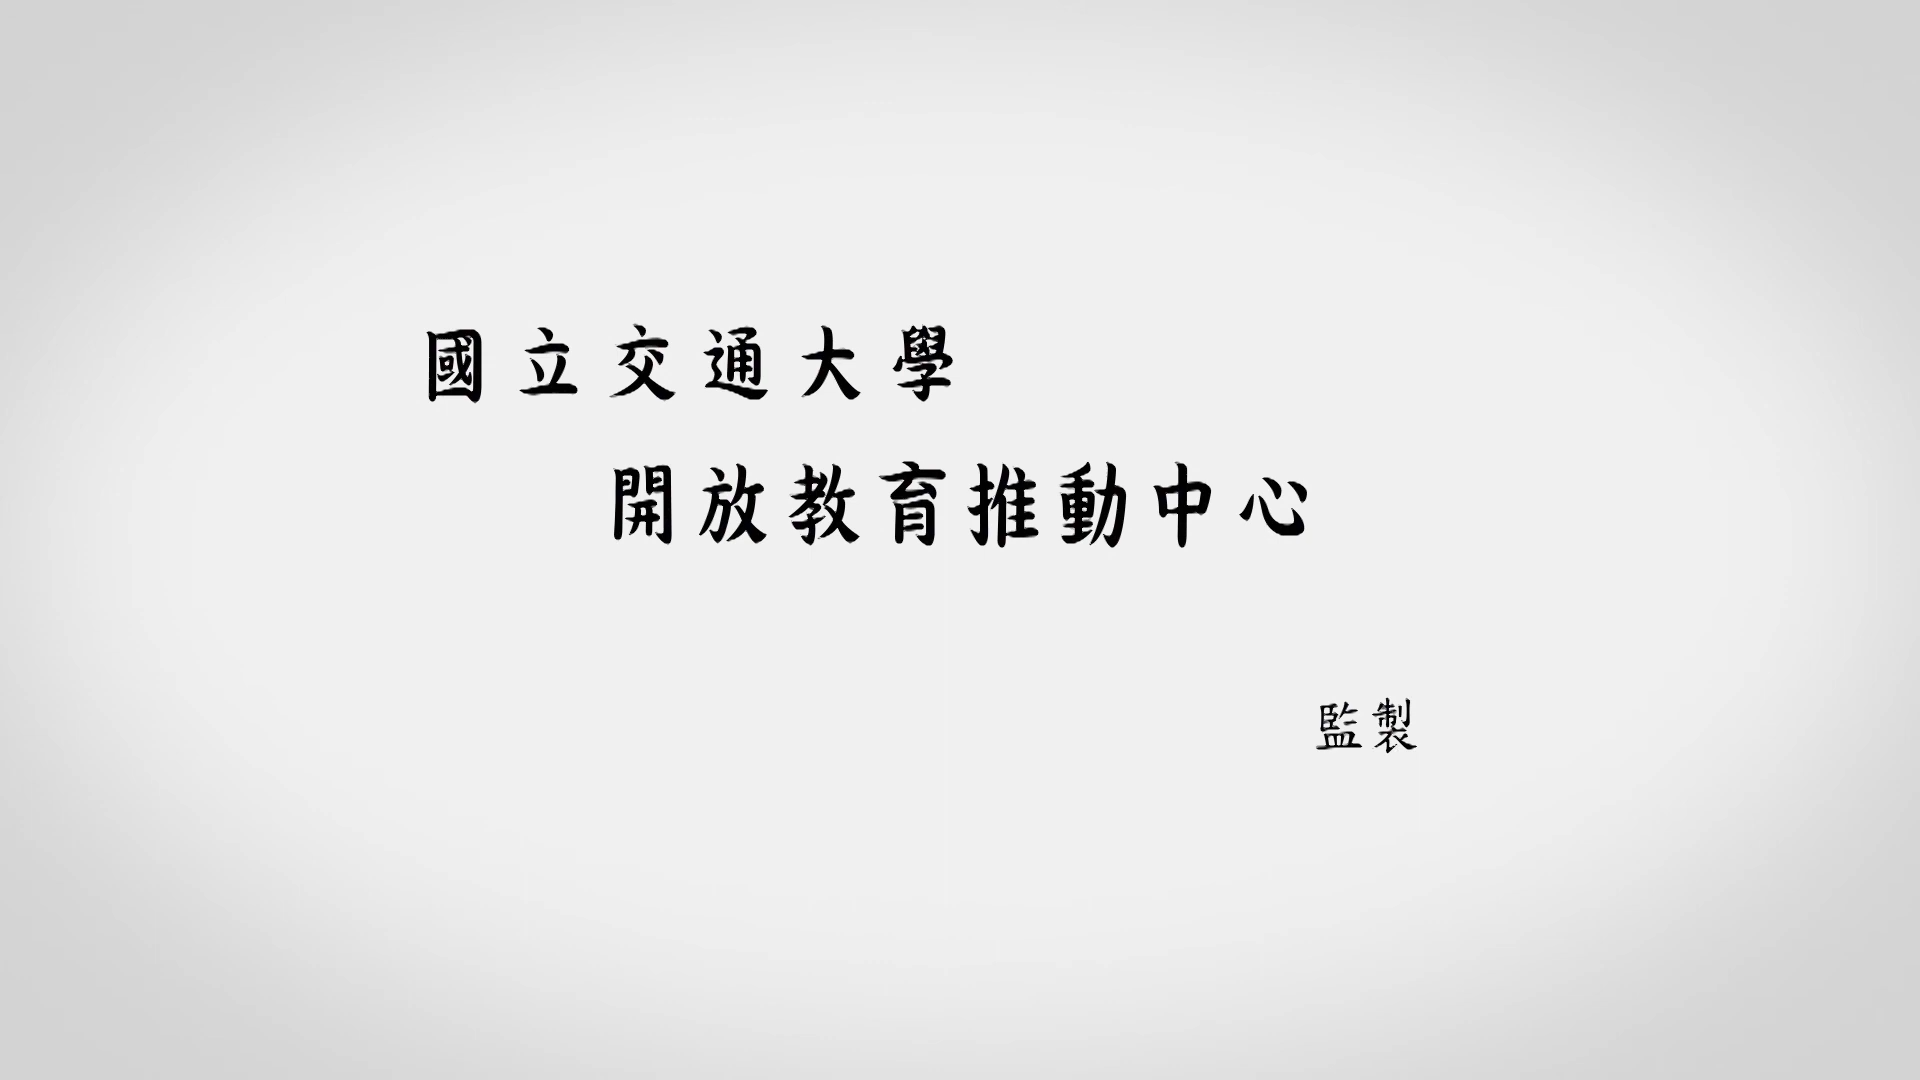 國立交通大學
開放教育推動中心
監製